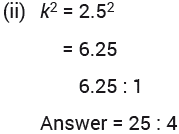 (ii) k² = 2.5²
= 6.25
6.25 : 1
Answer = 25 : 4